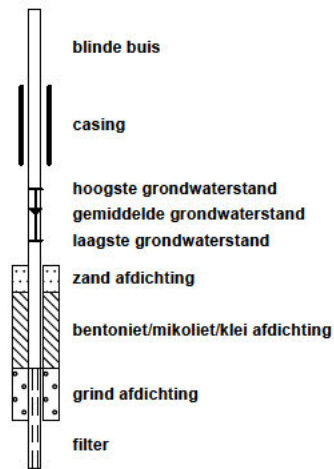 blinde buis
casing
hoogste grondwaterstand
gemiddelde grondwaterstand
laagste grondwaterstand
zand afdichting
bentoniet/mikoliet/klei afdichting
grind afdichting
filter